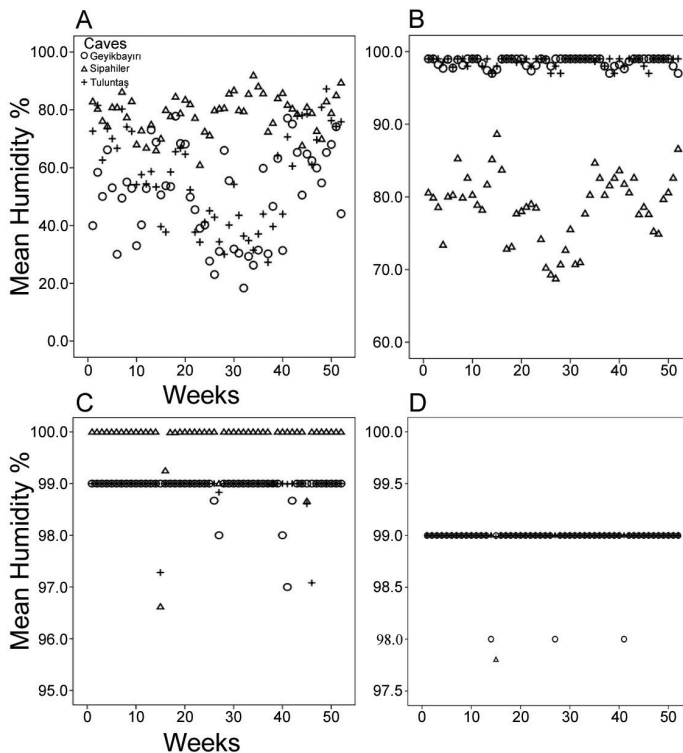 A
B
Caves
Geyikbayırı
Sipahiler
Tuluntaş
Mean Humidity %
100.0
80.0
60.0
40.0
20.0
0.0
0 10 20 30 40 50
Weeks
100.0
90.0
80.0
70.0
60.0
0 10 20 30 40 50
C
D
Mean Humidity %
100.0
99.0
98.0
97.0
96.0
95.0
0 10 20 30 40 50
Weeks
100.0
99.5
99.0
98.5
98.0
97.5
0 10 20 30 40 50